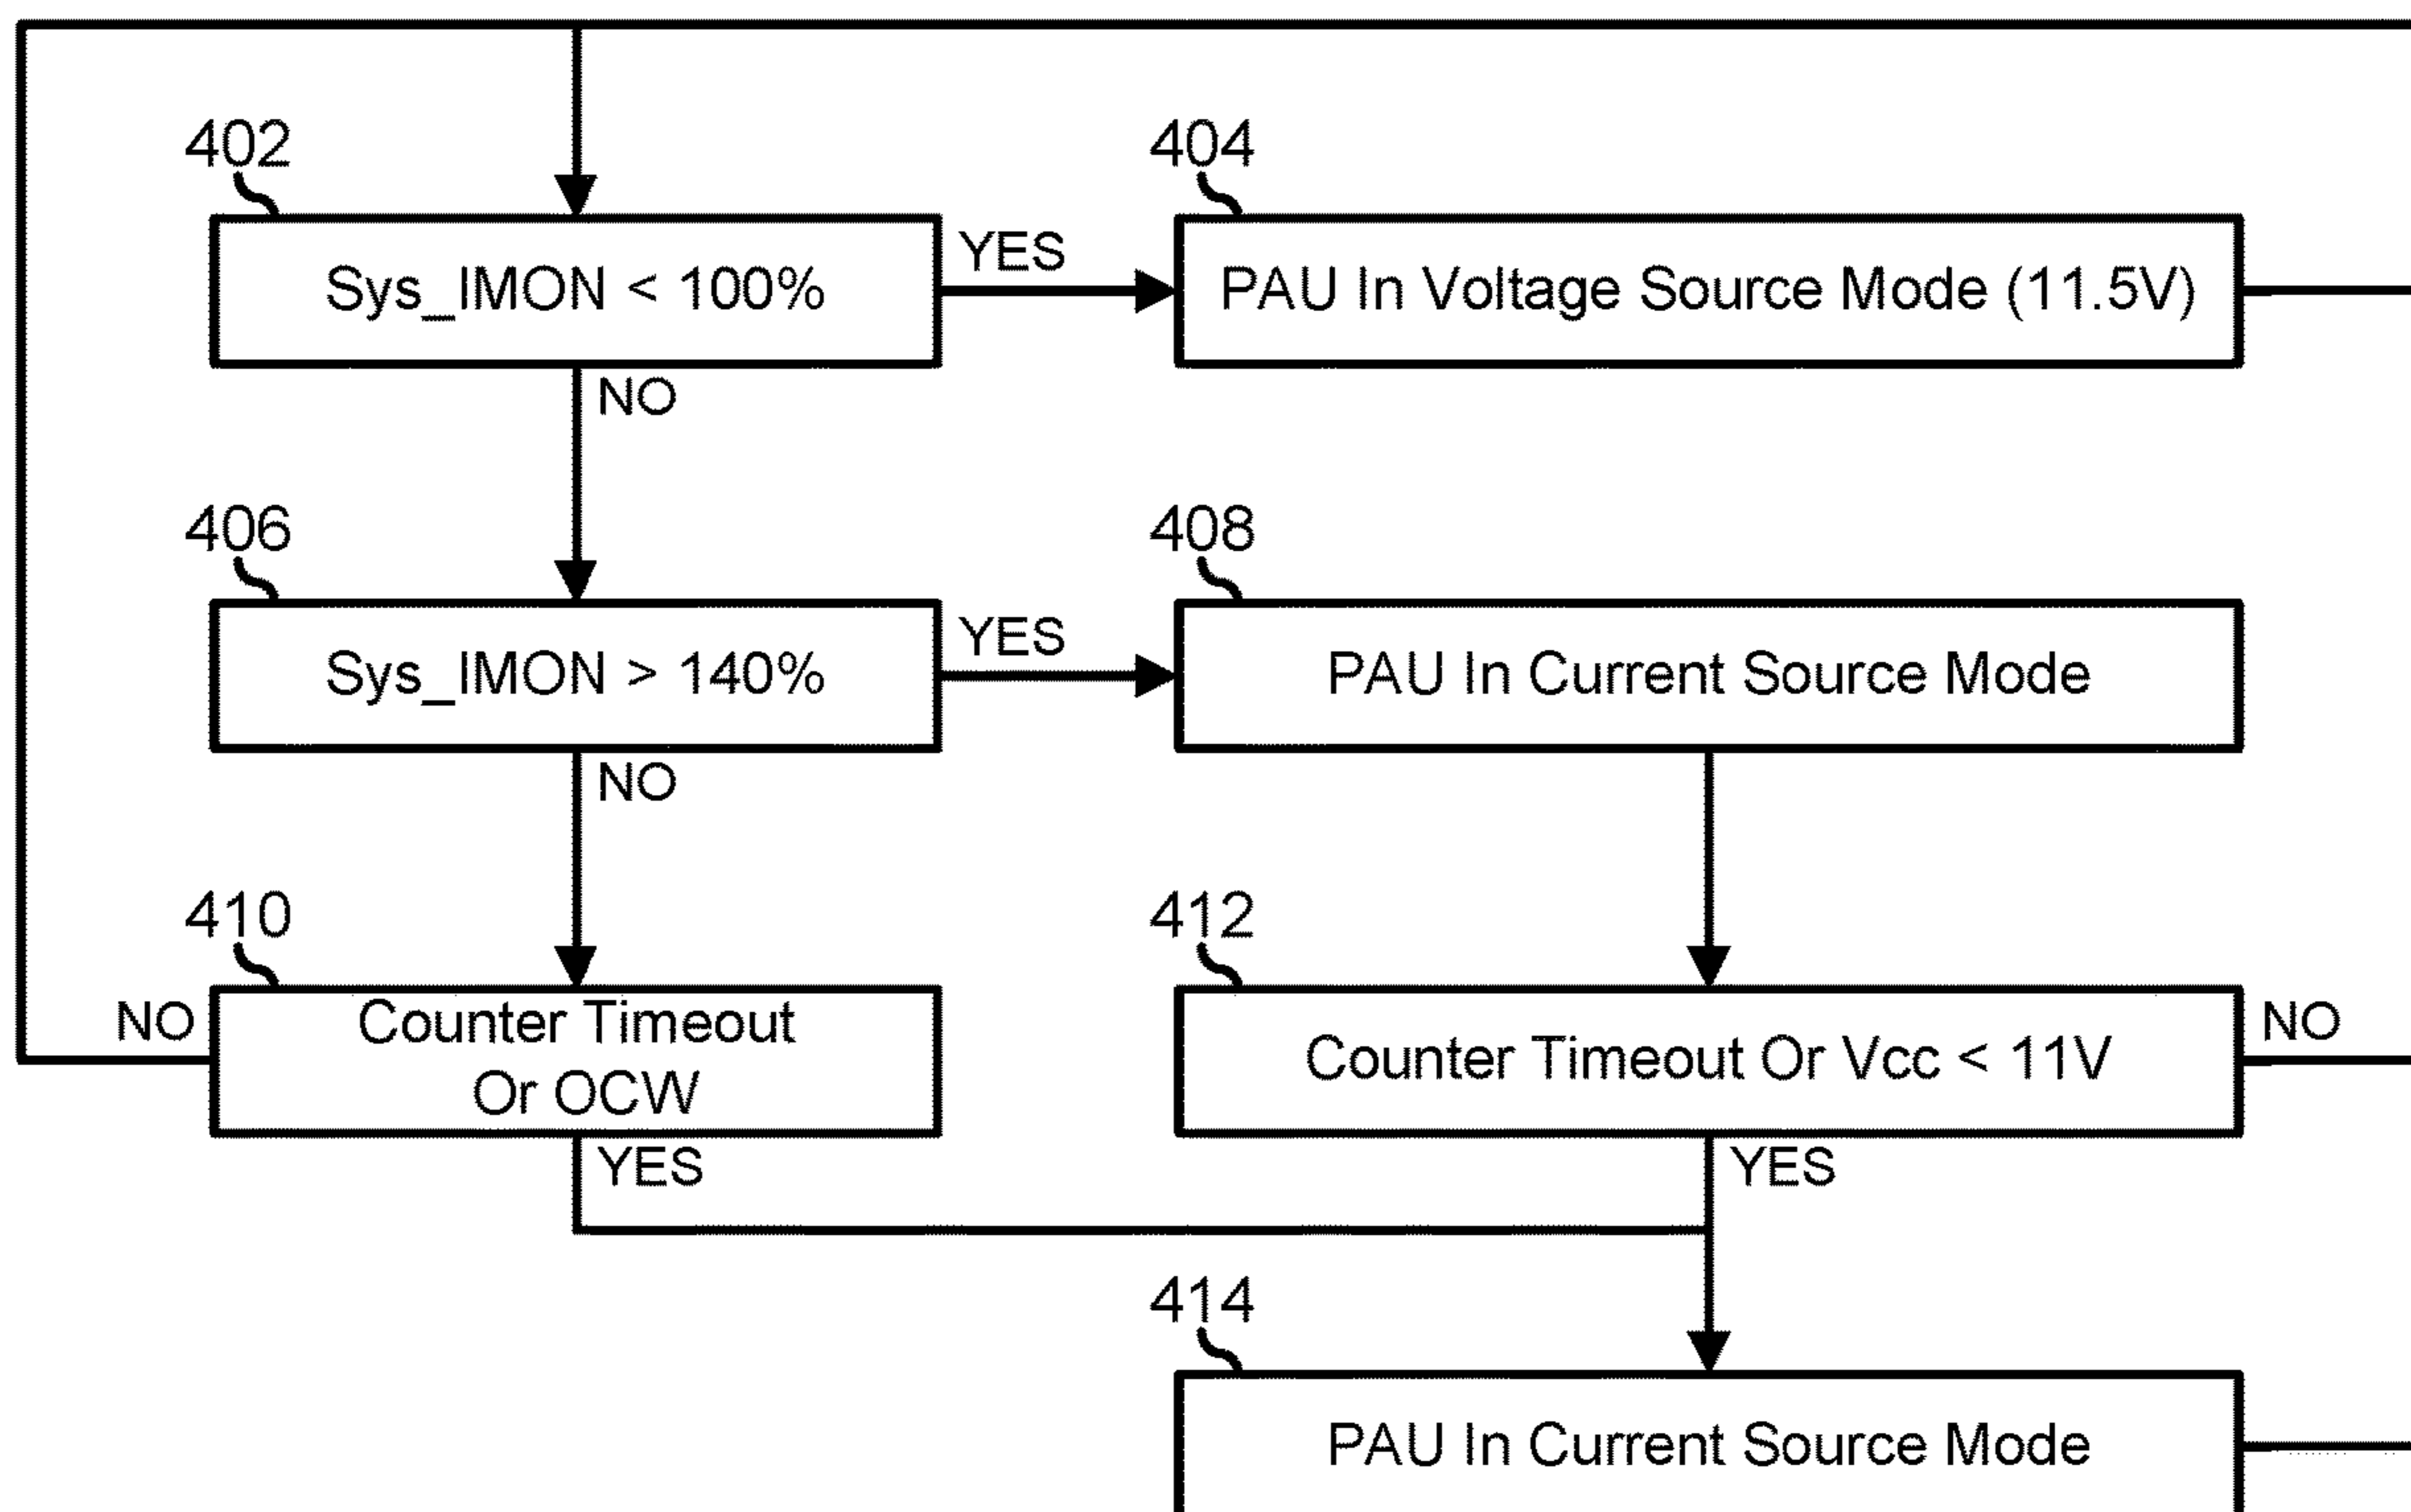 402
404
Sys_IMON < 100%
YES
PAU In Voltage Source Mode (11.5V)
NO
406
408
Sys_IMON > 140%
YES
PAU In Current Source Mode
NO
410
412
NO
Counter Timeout
Or OCW
Counter Timeout Or Vcc < 11V
NO
YES
YES
414
PAU In Current Source Mode